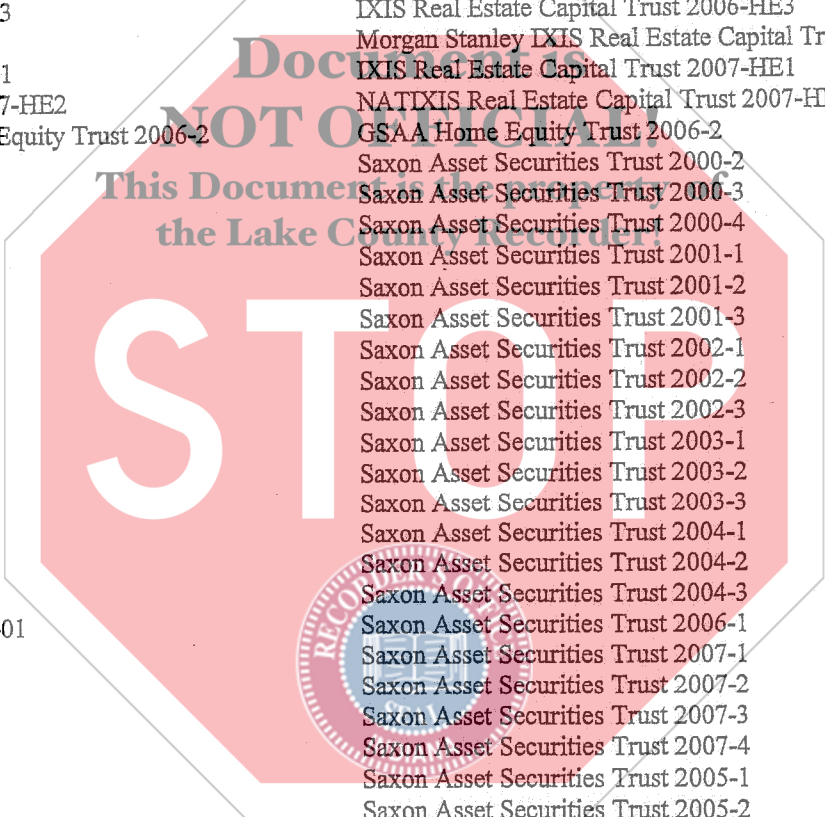 3
IXIS Real Estate Capital Trust 2006-HE3
Morgan Stanley IXIS Real Estate Capital Tr
1
IXIS Real Estate Capital Trust 2007-HE1
7-HE2
NATIXIS Real Estate Capital Trust 2007-H
Equity Trust 2006-2
GSAA Home Equity Trust 2006-2
Saxon Asset Securities Trust 2000-2
Saxon Asset Securities Trust 2000-3
Saxon Asset Securities Trust 2000-4
Saxon Asset Securities Trust 2001-1
Saxon Asset Securities Trust 2001-2
Saxon Asset Securities Trust 2001-3
Saxon Asset Securities Trust 2002-1
Saxon Asset Securities Trust 2002-2
Saxon Asset Securities Trust 2002-3
Saxon Asset Securities Trust 2003-1
Saxon Asset Securities Trust 2003-2
Saxon Asset Securities Trust 2003-3
Saxon Asset Securities Trust 2004-1
Saxon Asset Securities Trust 2004-2
Saxon Asset Securities Trust 2004-3
01
Saxon Asset Securities Trust 2006-1
Saxon Asset Securities Trust 2007-1
Saxon Asset Securities Trust 2007-2
Saxon Asset Securities Trust 2007-3
Saxon Asset Securities Trust 2007-4
Saxon Asset Securities Trust 2005-1
Saxon Asset Securities Trust 2005-2
Document is
NOT OFFICIAL!
This Document is the property of
the Lake County Recorder!
STOP
RECORDER'S OFFICE
SEAL